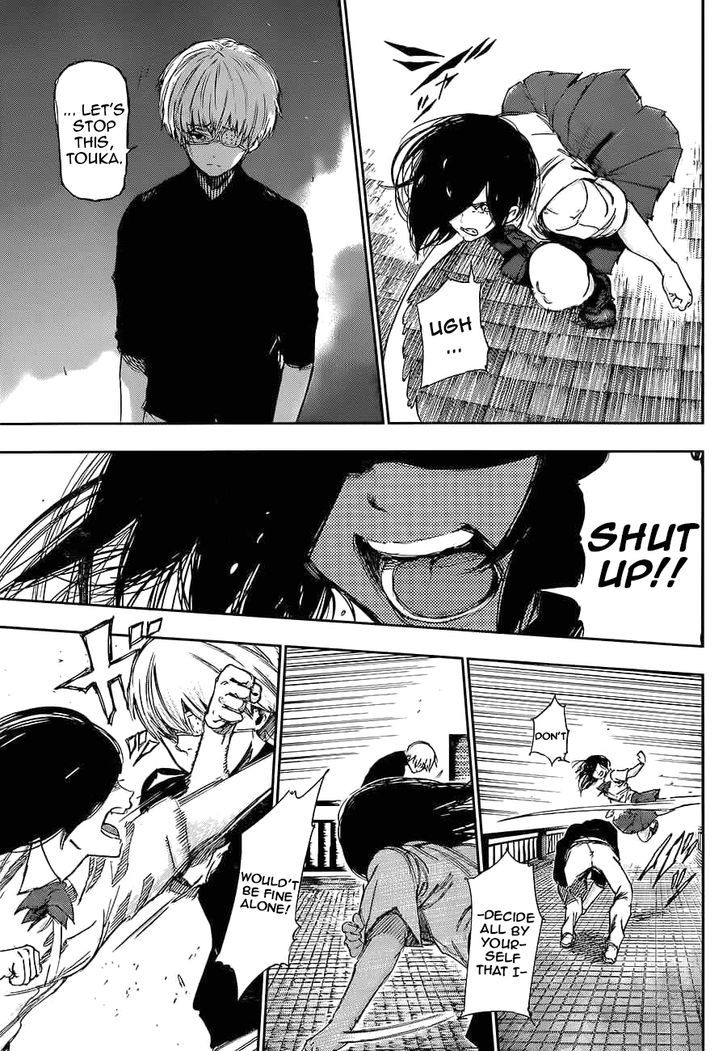 UGH
...
... LET'S
STOP
THIS,
TOUKA.
SHUT
UP!!
DON'T
-DECIDE
ALL BY
YOUR-
SELF
THAT I-
WOULD'T
BE FINE
ALONE!